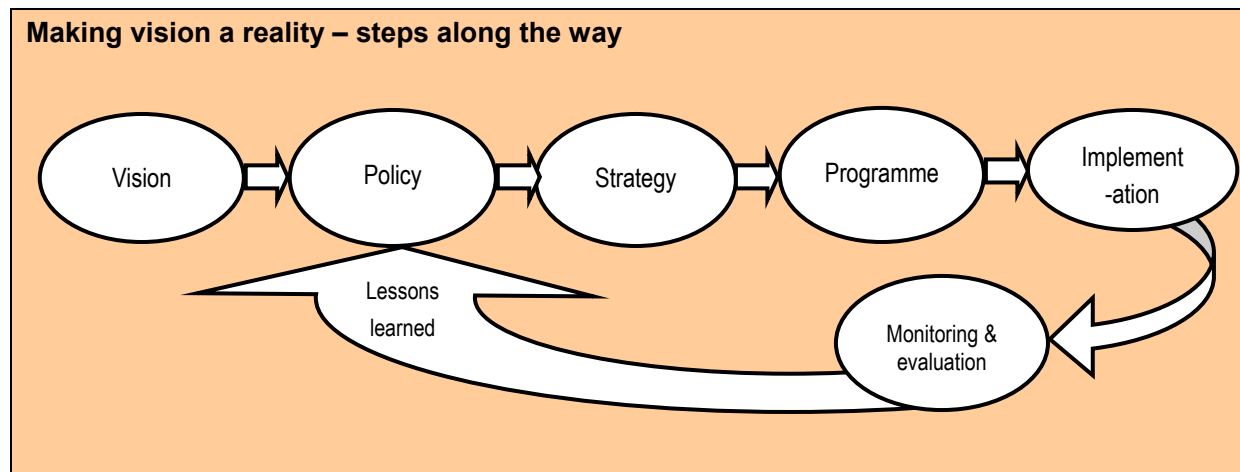 Making vision a reality – steps along the way
Vision
Policy
Strategy
Programme
Implement
-ation
Lessons
learned
Monitoring &
evaluation